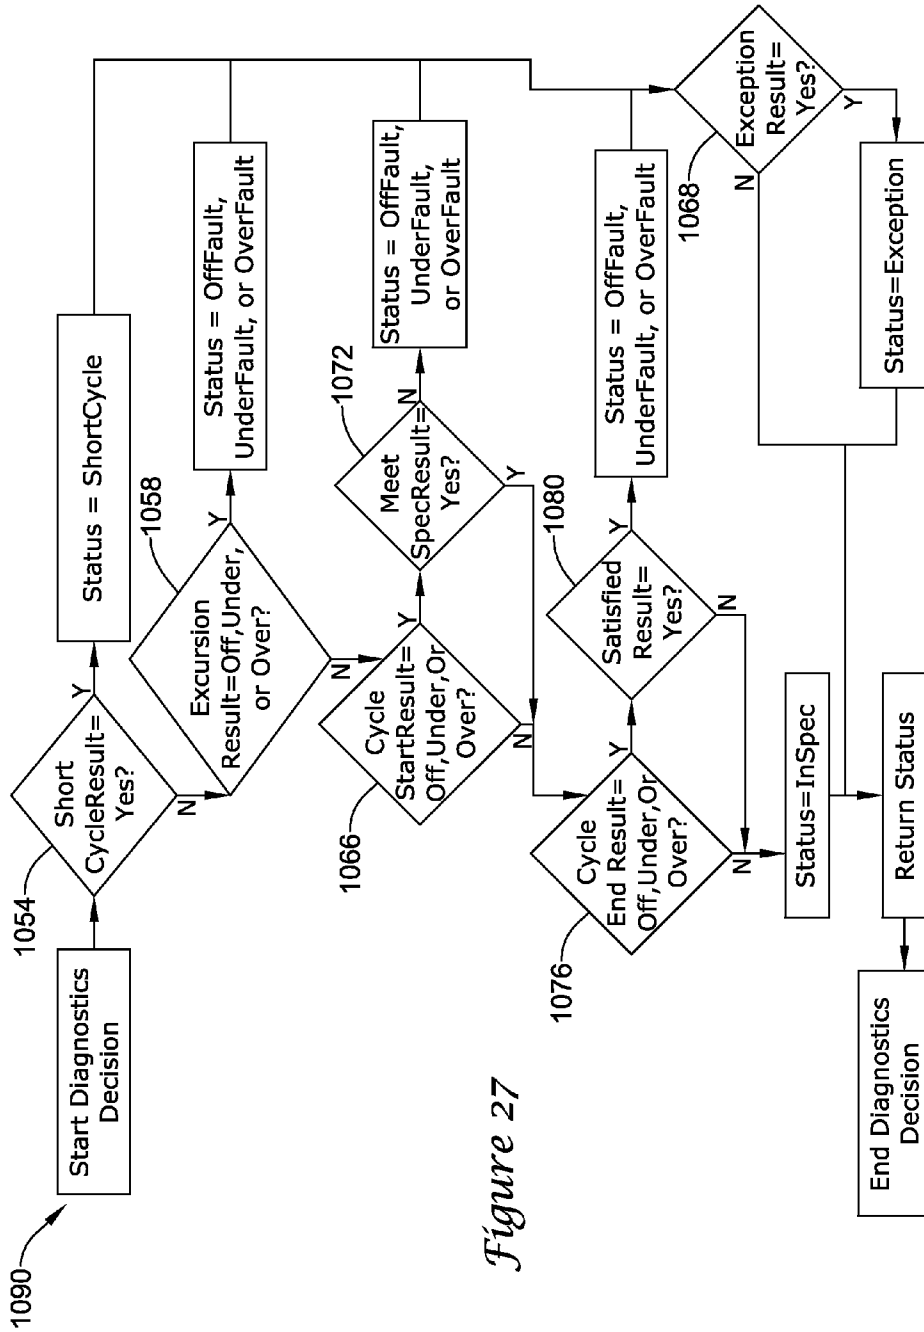 1090
Start Diagnostics
Decision
1054
Short
CycleResult=
Yes?
Y
N
Status = ShortCycle
1058
Excursion
Result=Off,Under,
or Over?
Y
N
Status = OffFault,
UnderFault, or OverFault
1066
Cycle
StartResult=
Off,Under,Or
Over?
Y
N
1072
Meet
SpecResult=
Yes?
N
Y
Status = OffFault,
UnderFault,
or OverFault
1076
Cycle
End Result=
Off,Under,Or
Over?
Y
N
1080
Satisfied
Result=
Yes?
Y
N
Status = OffFault,
UnderFault, or OverFault
1068
Exception
Result=
Yes?
N
Y
Status=Exception
Status=InSpec
Return Status
End Diagnostics
Decision
Figure 27